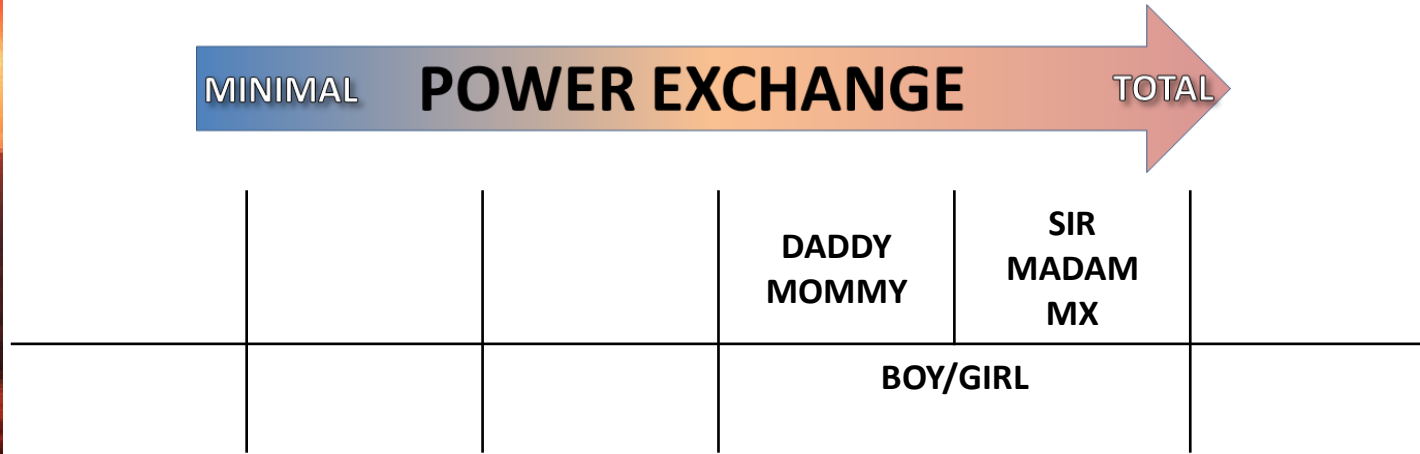 MINIMAL POWER EXCHANGE TOTAL
DADDY
MOMMY
SIR
MADAM
MX
BOY/GIRL